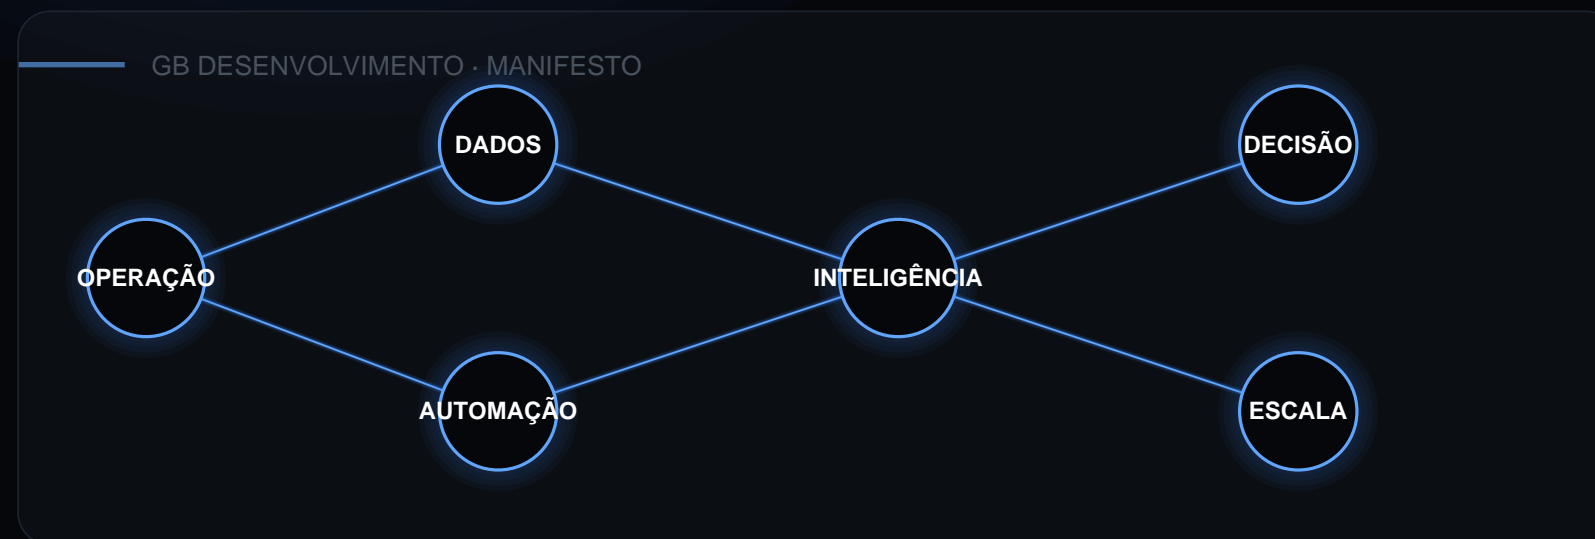 GB DESENVOLVIMENTO · MANIFESTO
DADOS
DECISÃO
OPERAÇÃO
INTELIGÊNCIA
AUTOMAÇÃO
ESCALA